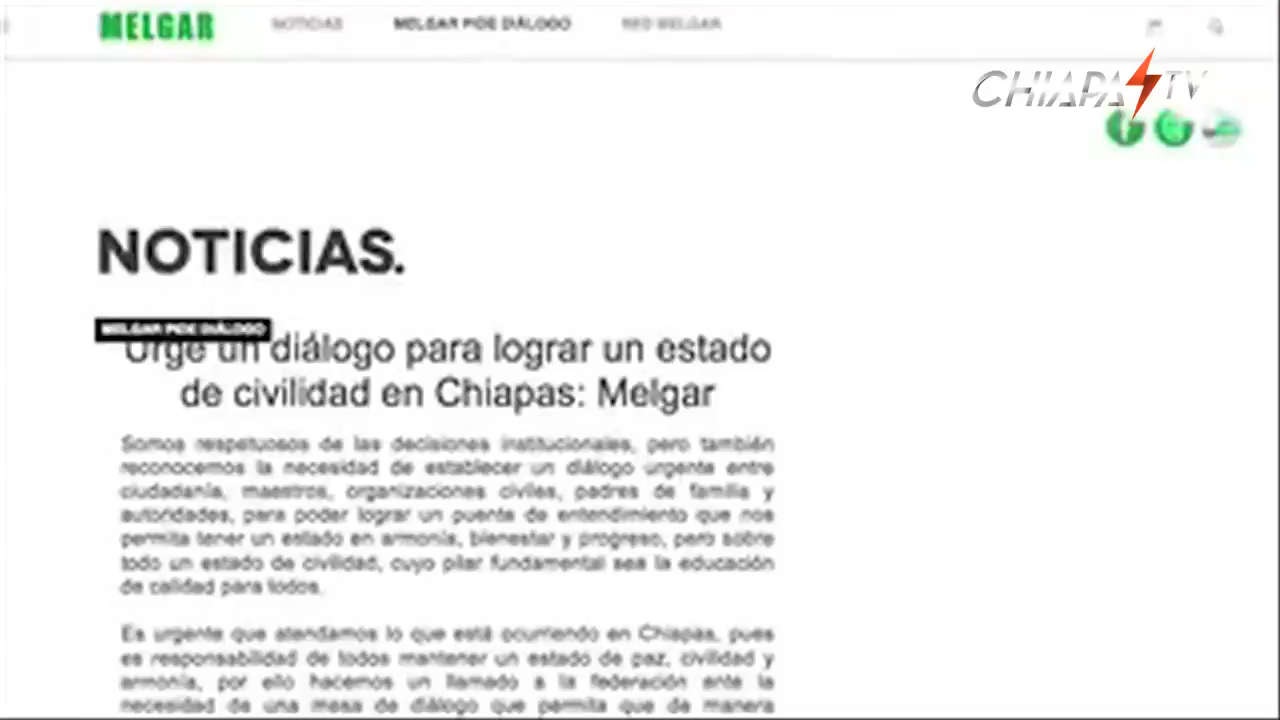 MELGAR NOTICIAS MELGAR PIDE DIÁLOGO RED MELGAR
CHIAPAS TV
NOTICIAS.
MELGAR PIDE DIÁLOGO
Urge un diálogo para lograr un estado
de civilidad en Chiapas: Melgar
Somos respetuosos de las decisiones institucionales, pero también
reconocemos la necesidad de establecer un diálogo urgente entre
ciudadanía, maestros, organizaciones civiles, padres de familia y
autoridades, para poder lograr un puente de entendimiento que nos
permita tener un estado en armonía, bienestar y progreso, pero sobre
todo un estado de civilidad, cuyo pilar fundamental sea la educación
de calidad para todos.
Es urgente que atendamos lo que está ocurriendo en Chiapas, pues
es responsabilidad de todos mantener un estado de paz, civilidad y
armonía, por ello hacemos un llamado a la federación ante la
necesidad de una mesa de diálogo que permita que de manera